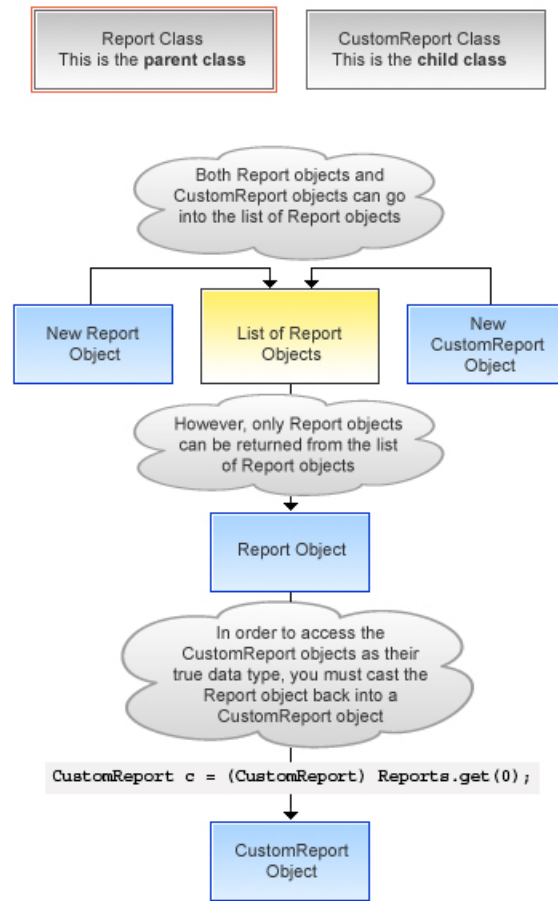 Report Class
This is the parent class
CustomReport Class
This is the child class
Both Report objects and
CustomReport objects can go
into the list of Report objects
New Report
Object
List of Report
Objects
New
CustomReport
Object
However, only Report objects
can be returned from the list
of Report objects
Report Object
In order to access the
CustomReport objects as their
true data type, you must cast the
Report object back into a
CustomReport object
CustomReport c = (CustomReport) Reports.get(0);
CustomReport
Object